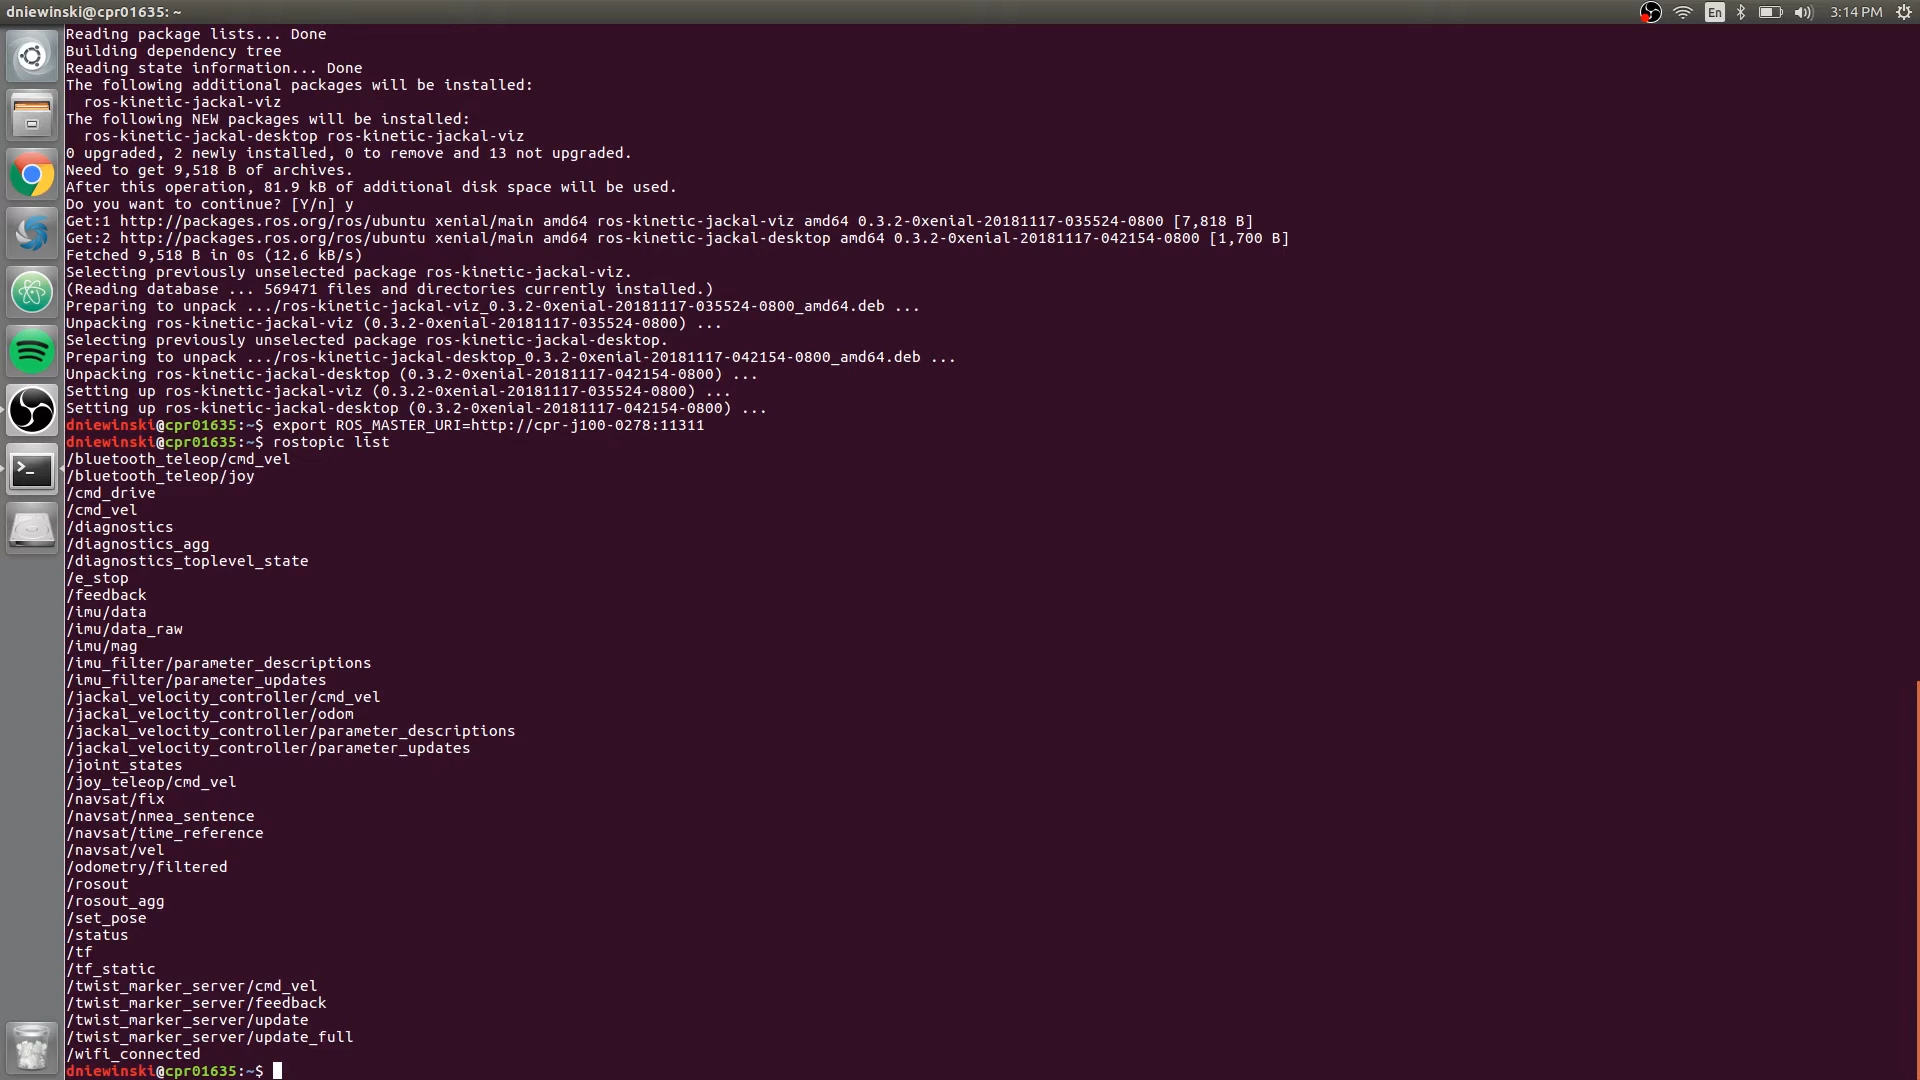 dniewinski@cpr01635: ~
En
3:14 PM
Reading package lists... Done
Building dependency tree
Reading state information... Done
The following additional packages will be installed:
  ros-kinetic-jackal-viz
The following NEW packages will be installed:
  ros-kinetic-jackal-desktop ros-kinetic-jackal-viz
0 upgraded, 2 newly installed, 0 to remove and 13 not upgraded.
Need to get 9,518 B of archives.
After this operation, 81.9 kB of additional disk space will be used.
Do you want to continue? [Y/n] y
Get:1 http://packages.ros.org/ros/ubuntu xenial/main amd64 ros-kinetic-jackal-viz amd64 0.3.2-0xenial-20181117-035524-0800 [7,818 B]
Get:2 http://packages.ros.org/ros/ubuntu xenial/main amd64 ros-kinetic-jackal-desktop amd64 0.3.2-0xenial-20181117-042154-0800 [1,700 B]
Fetched 9,518 B in 0s (12.6 kB/s)
Selecting previously unselected package ros-kinetic-jackal-viz.
(Reading database ... 569471 files and directories currently installed.)
Preparing to unpack .../ros-kinetic-jackal-viz_0.3.2-0xenial-20181117-035524-0800_amd64.deb ...
Unpacking ros-kinetic-jackal-viz (0.3.2-0xenial-20181117-035524-0800) ...
Selecting previously unselected package ros-kinetic-jackal-desktop.
Preparing to unpack .../ros-kinetic-jackal-desktop_0.3.2-0xenial-20181117-042154-0800_amd64.deb ...
Unpacking ros-kinetic-jackal-desktop (0.3.2-0xenial-20181117-042154-0800) ...
Setting up ros-kinetic-jackal-viz (0.3.2-0xenial-20181117-035524-0800) ...
Setting up ros-kinetic-jackal-desktop (0.3.2-0xenial-20181117-042154-0800) ...
dniewinski@cpr01635:~$ export ROS_MASTER_URI=http://cpr-j100-0278:11311
dniewinski@cpr01635:~$ rostopic list
/bluetooth_teleop/cmd_vel
/bluetooth_teleop/joy
/cmd_drive
/cmd_vel
/diagnostics
/diagnostics_agg
/diagnostics_toplevel_state
/e_stop
/feedback
/imu/data
/imu/data_raw
/imu/mag
/imu_filter/parameter_descriptions
/imu_filter/parameter_updates
/jackal_velocity_controller/cmd_vel
/jackal_velocity_controller/odom
/jackal_velocity_controller/parameter_descriptions
/jackal_velocity_controller/parameter_updates
/joint_states
/joy_teleop/cmd_vel
/navsat/fix
/navsat/nmea_sentence
/navsat/time_reference
/navsat/vel
/odometry/filtered
/rosout
/rosout_agg
/set_pose
/status
/tf
/tf_static
/twist_marker_server/cmd_vel
/twist_marker_server/feedback
/twist_marker_server/update
/twist_marker_server/update_full
/wifi_connected
dniewinski@cpr01635:~$